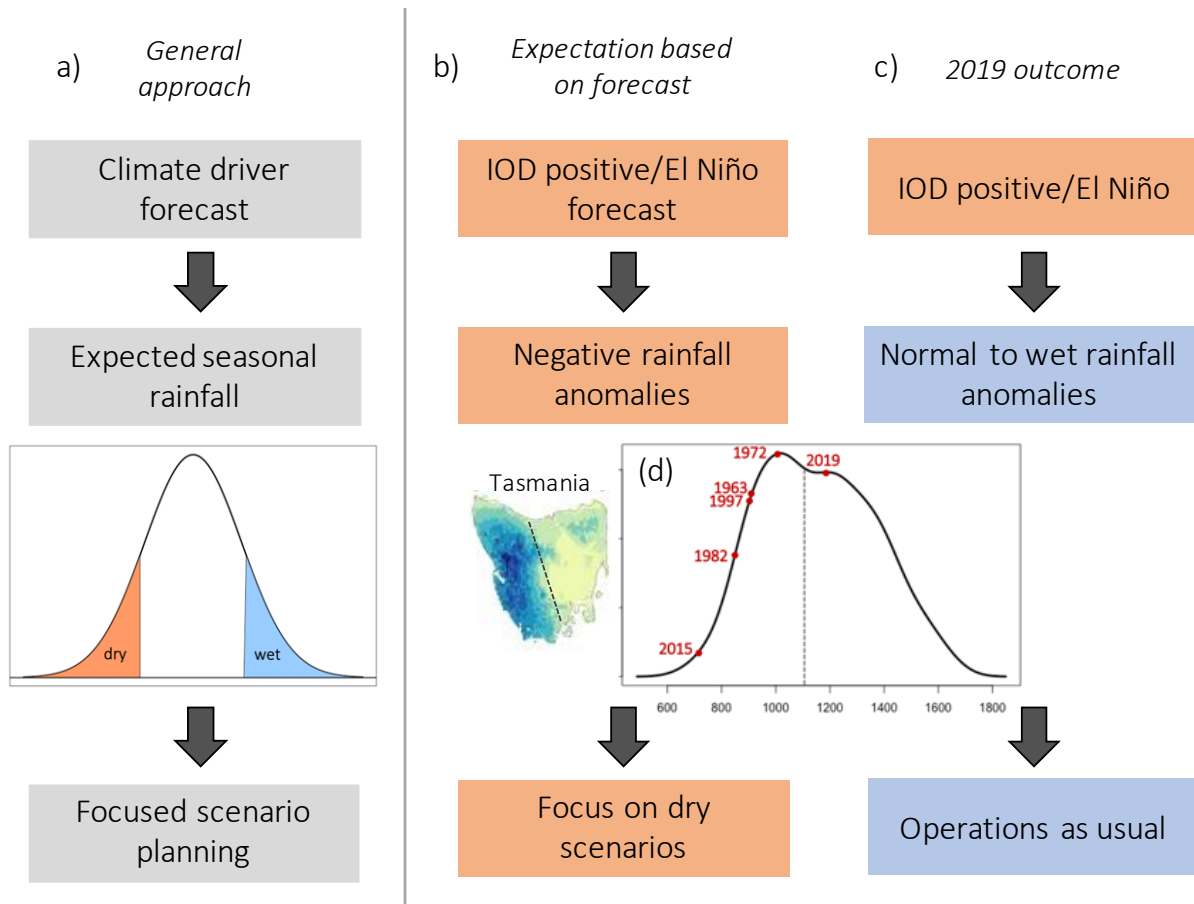 a)
General
approach
Climate driver
forecast
Expected seasonal
rainfall
dry
wet
Focused scenario
planning
b)
Expectation based
on forecast
IOD positive/El Niño
forecast
Negative rainfall
anomalies
Tasmania
(d)
1972
2019
1963
1997
1982
2015
600
800
1000
1200
1400
1600
1800
Focus on dry
scenarios
c)
2019 outcome
IOD positive/El Niño
Normal to wet rainfall
anomalies
Operations as usual